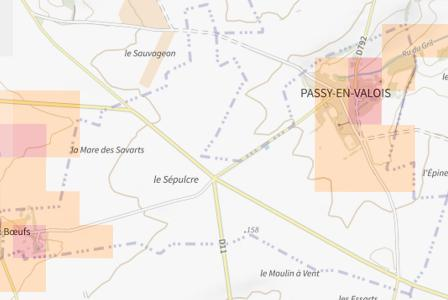 D792
Ru du Gril
le Sauvageon
PASSY-EN-VALOIS
la Mare des Savarts
l'Épine
le Sépulcre
Bœufs
158
D11
le Moulin à Vent
les Essarts